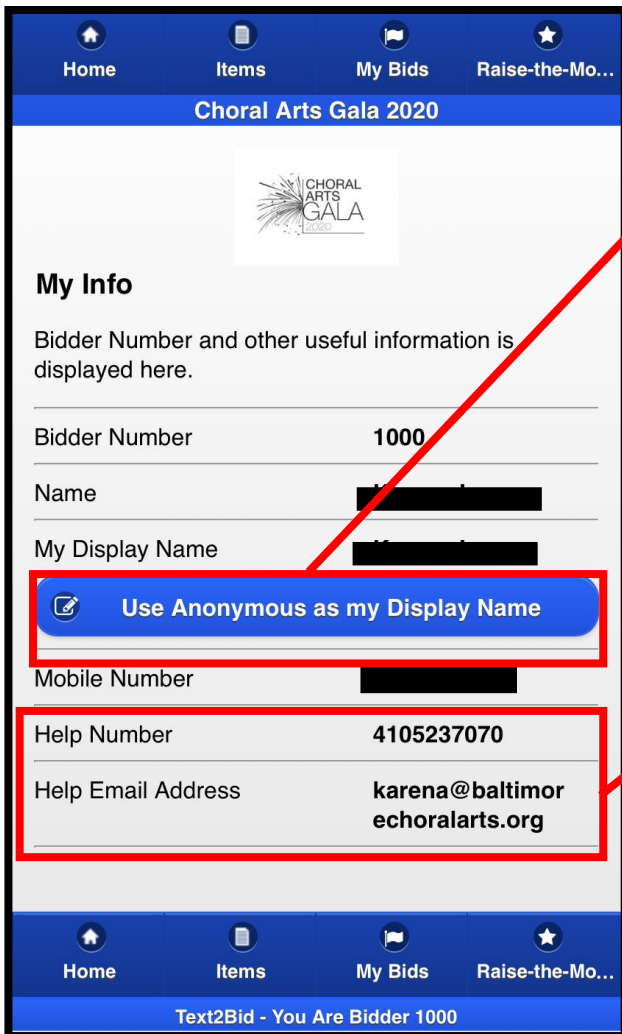 Home Items My Bids Raise-the-Mo...
Choral Arts Gala 2020
CHORAL
ARTS
GALA
2020
My Info
Bidder Number and other useful information is
displayed here.
Bidder Number 1000
Name
My Display Name
Use Anonymous as my Display Name
Mobile Number
Help Number 4105237070
Help Email Address karena@baltimor
echoralarts.org
Home Items My Bids Raise-the-Mo...
Text2Bid - You Are Bidder 1000